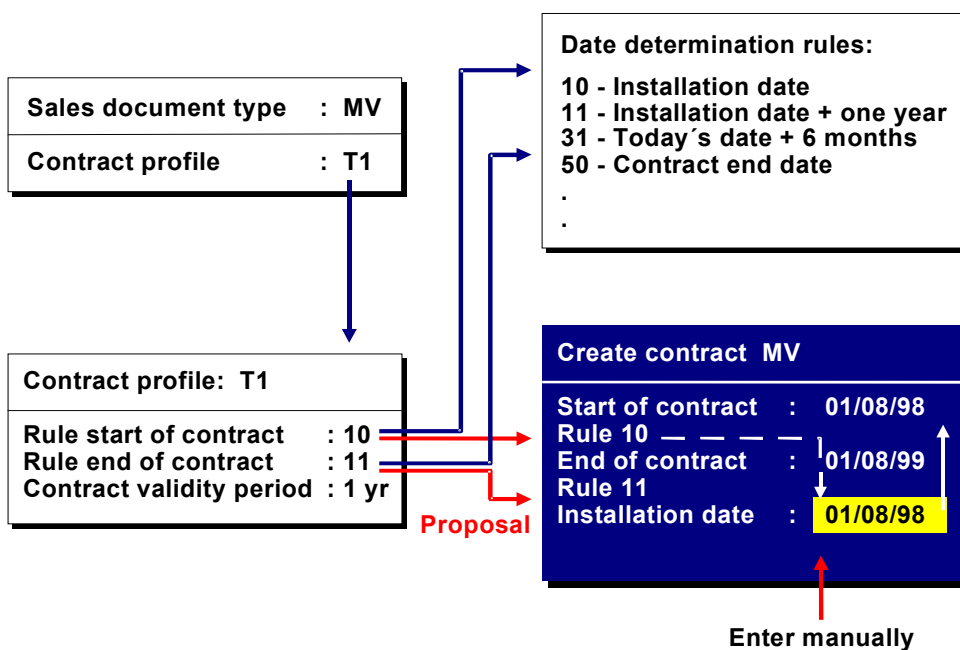 Sales document type : MV
Contract profile : T1
Date determination rules:
10 - Installation date
11 - Installation date + one year
31 - Today´s date + 6 months
50 - Contract end date
.
.
Contract profile: T1
Rule start of contract : 10
Rule end of contract : 11
Contract validity period : 1 yr
Proposal
Create contract MV
Start of contract : 01/08/98
Rule 10
End of contract : 01/08/99
Rule 11
Installation date : 01/08/98
Enter manually